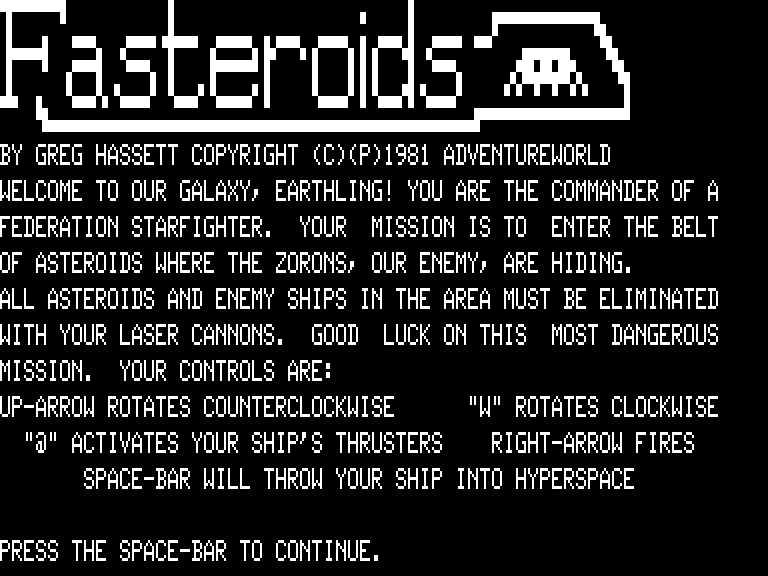 Fasteroids
BY GREG HASSETT COPYRIGHT (C)(P)1981 ADVENTUREWORLD
WELCOME TO OUR GALAXY, EARTHLING! YOU ARE THE COMMANDER OF A
FEDERATION STARFIGHTER.  YOUR  MISSION IS TO  ENTER THE BELT
OF ASTEROIDS WHERE THE ZORONS, OUR ENEMY, ARE HIDING.
ALL ASTEROIDS AND ENEMY SHIPS IN THE AREA MUST BE ELIMINATED
WITH YOUR LASER CANNONS.  GOOD  LUCK ON THIS  MOST DANGEROUS
MISSION.  YOUR CONTROLS ARE:
UP-ARROW ROTATES COUNTERCLOCKWISE      "W" ROTATES CLOCKWISE
"@" ACTIVATES YOUR SHIP'S THRUSTERS    RIGHT-ARROW FIRES
SPACE-BAR WILL THROW YOUR SHIP INTO HYPERSPACE
PRESS THE SPACE-BAR TO CONTINUE.